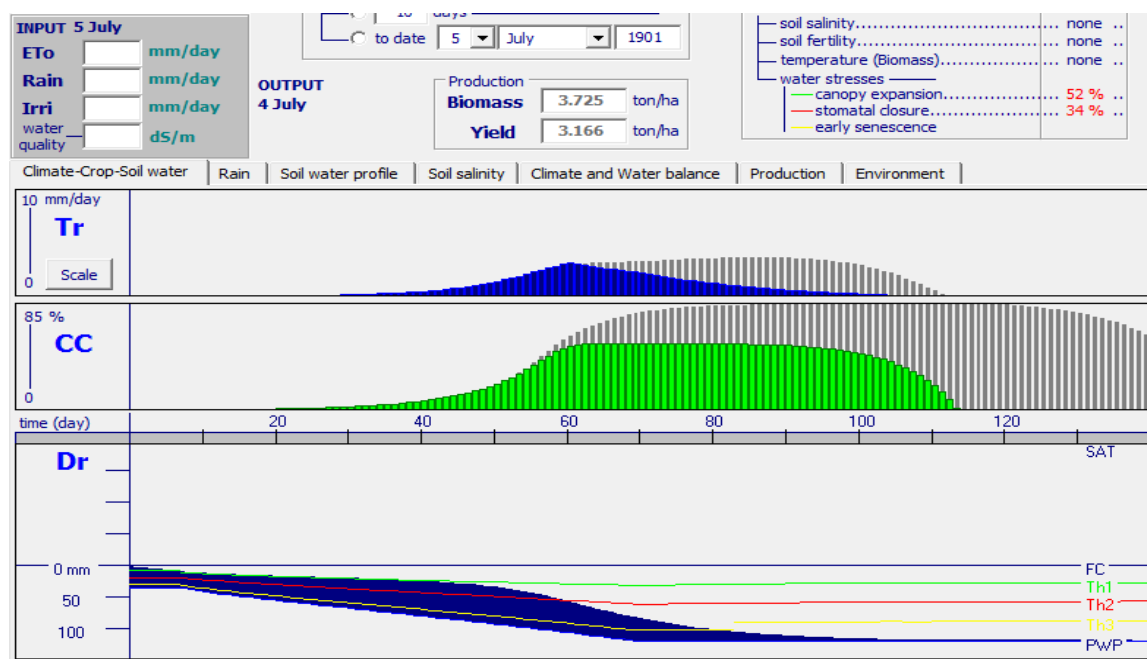 10 days
INPUT 5 July
ETo mm/day
Rain mm/day
Irri mm/day
water quality dS/m
to date 5 July 1901
OUTPUT
4 July
Production
Biomass 3.725 ton/ha
Yield 3.166 ton/ha
soil salinity...................... none ..
soil fertility...................... none ..
temperature (Biomass)................... none ..
water stresses
canopy expansion.................... 52 % ..
stomatal closure..................... 34 % ..
early senescence
Climate-Crop-Soil water Rain Soil water profile Soil salinity Climate and Water balance Production Environment
10 mm/day
Tr
Scale
0
85 %
CC
0
time (day) 20 40 60 80 100 120
Dr
SAT
0 mm
FC
Th1
50
Th2
100
Th3
PWP